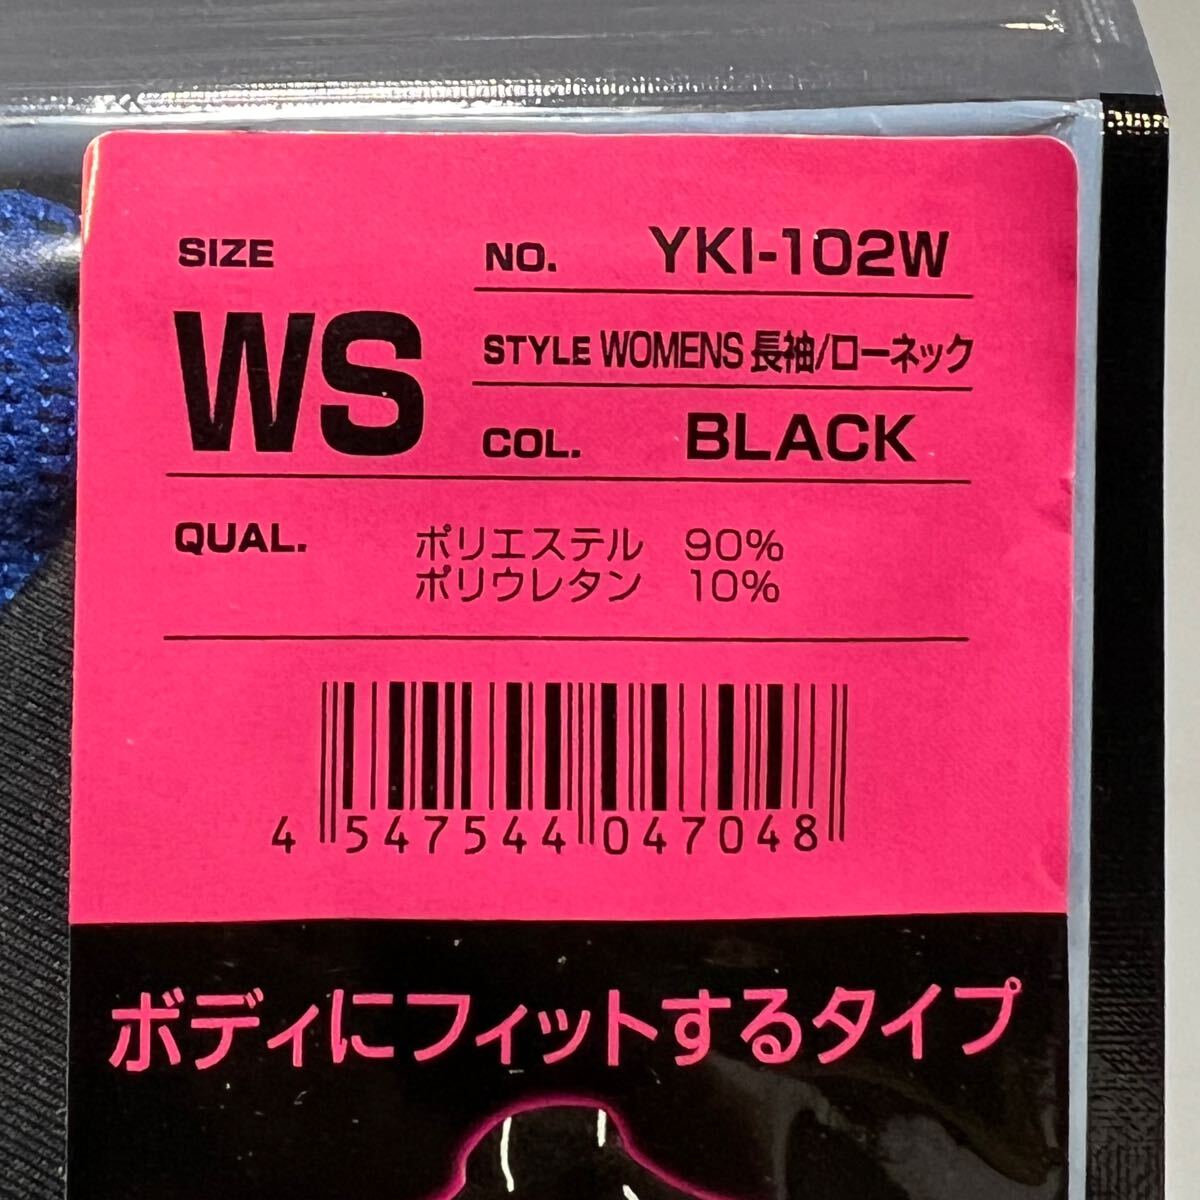 SIZE
WS
NO. YKI-102W
STYLE WOMENS 長袖/ローネック
COL. BLACK
QUAL. ポリエステル 90%
ポリウレタン 10%
4 547544 047048
ボディにフィットするタイプ